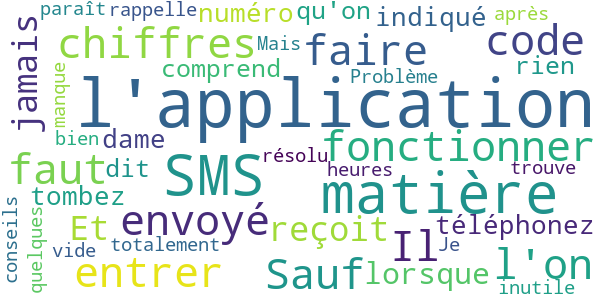 paraît rappelle numéro qu'on indiqué après
jamais chiffres Mais faire code
manque comprend Problème rien
l'application
bien dame résolu fonctionner
faut dit SMS heures trouve
conseils tombez matière
quelques Et envoyé reçoit Il téléphonez
vide totalement Je
entrer Sauf lorsque l'on
inutile